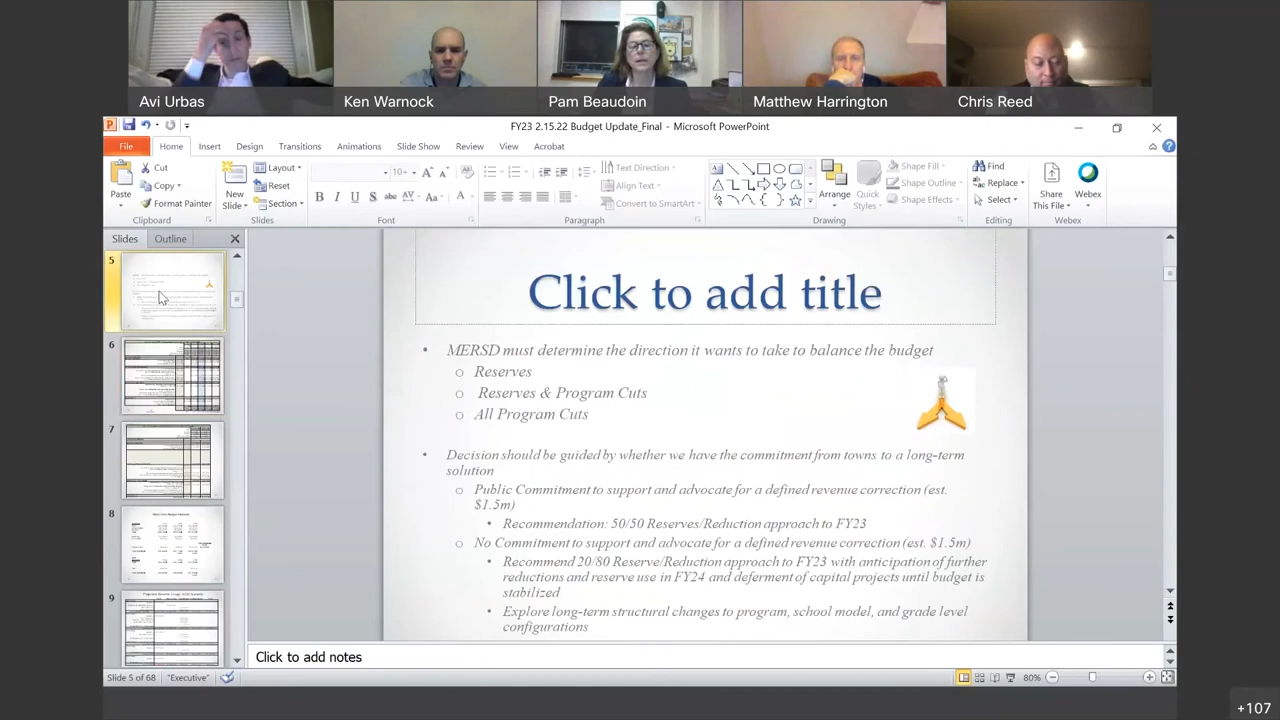 Avi Urbas
Ken Warnock
Pam Beaudoin
Matthew Harrington
Chris Reed
FY23 2.15.22 Budget Update_Final - Microsoft PowerPoint
File Home Insert Design Transitions Animations Slide Show Review View Acrobat
Paste
Cut
Copy
Format Painter
Clipboard
New
Slide
Layout
Reset
Section
Slides
10
B I U S abc AV Aa A
Font
Text Direction
Align Text
Convert to SmartArt
Paragraph
Arrange
Quick
Styles
Shape Fill
Shape Outline
Shape Effects
Drawing
Find
Replace
Select
Editing
Share
This File
Webex
Webex
Slides Outline
5
6
7
8
9
Click to add title
• MERSD must determine the direction it wants to take to balance the budget
o Reserves
o Reserves & Program Cuts
o All Program Cuts
• Decision should be guided by whether we have the commitment from towns to a long-term
solution
o Public Commitment to support and advocate for a defined revenue correction (est.
$1.5m)
• Recommend a 50/50 Reserves/Reduction approach to FY23
No Commitment to support and advocate for a defined revenue correction (est. $1.5m)
Reserve/Reduction approach to FY23 in anticipation of further
reductions and reserve use in FY24 and deferment of capital projects until budget is
stabilized
Explore long-term structural changes to program, school model, and grade level
configurations
Click to add notes
Slide 5 of 68 "Executive" 80%
+107